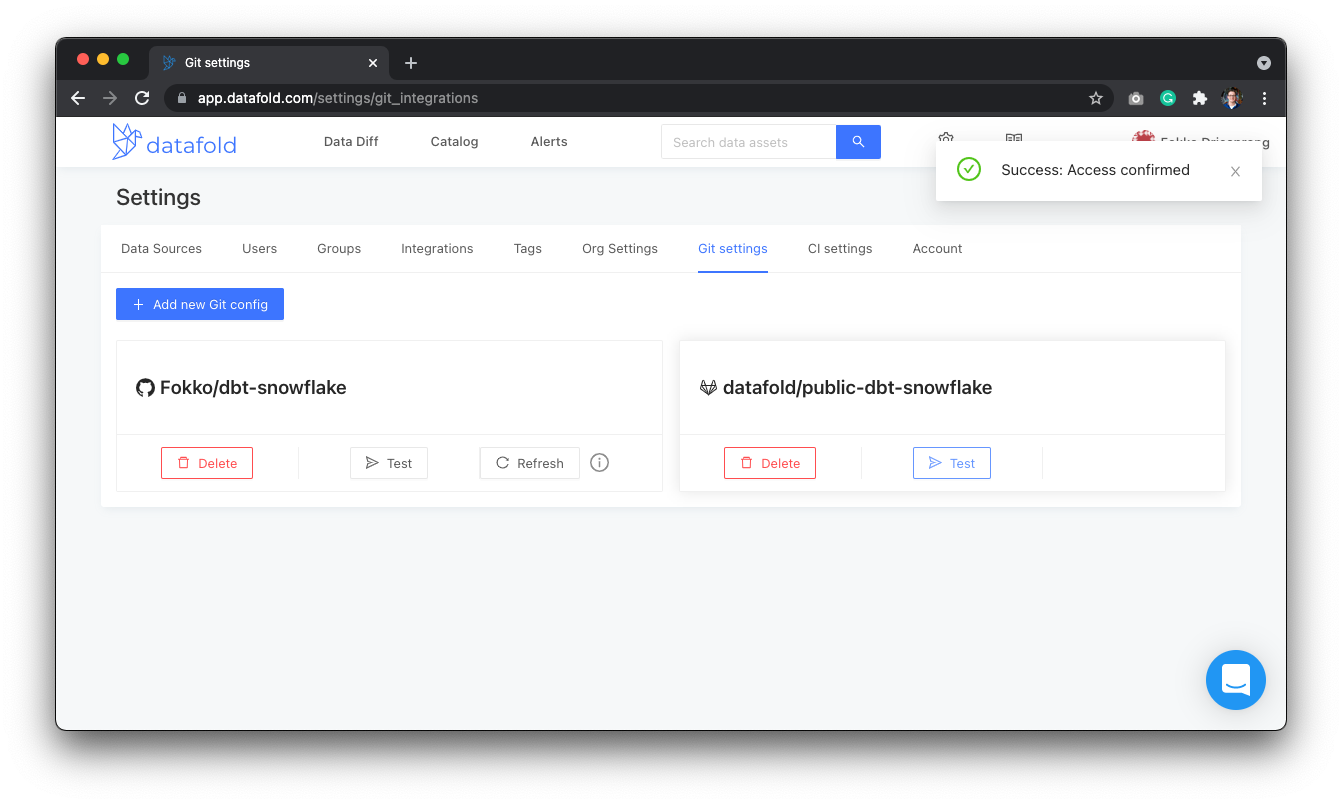 Git settings
app.datafold.com/settings/git_integrations
datafold
Data Diff
Catalog
Alerts
Search data assets
Success: Access confirmed
Settings
Data Sources
Users
Groups
Integrations
Tags
Org Settings
Git settings
CI settings
Account
Add new Git config
Fokko/dbt-snowflake
datafold/public-dbt-snowflake
Delete
Test
Refresh
Delete
Test